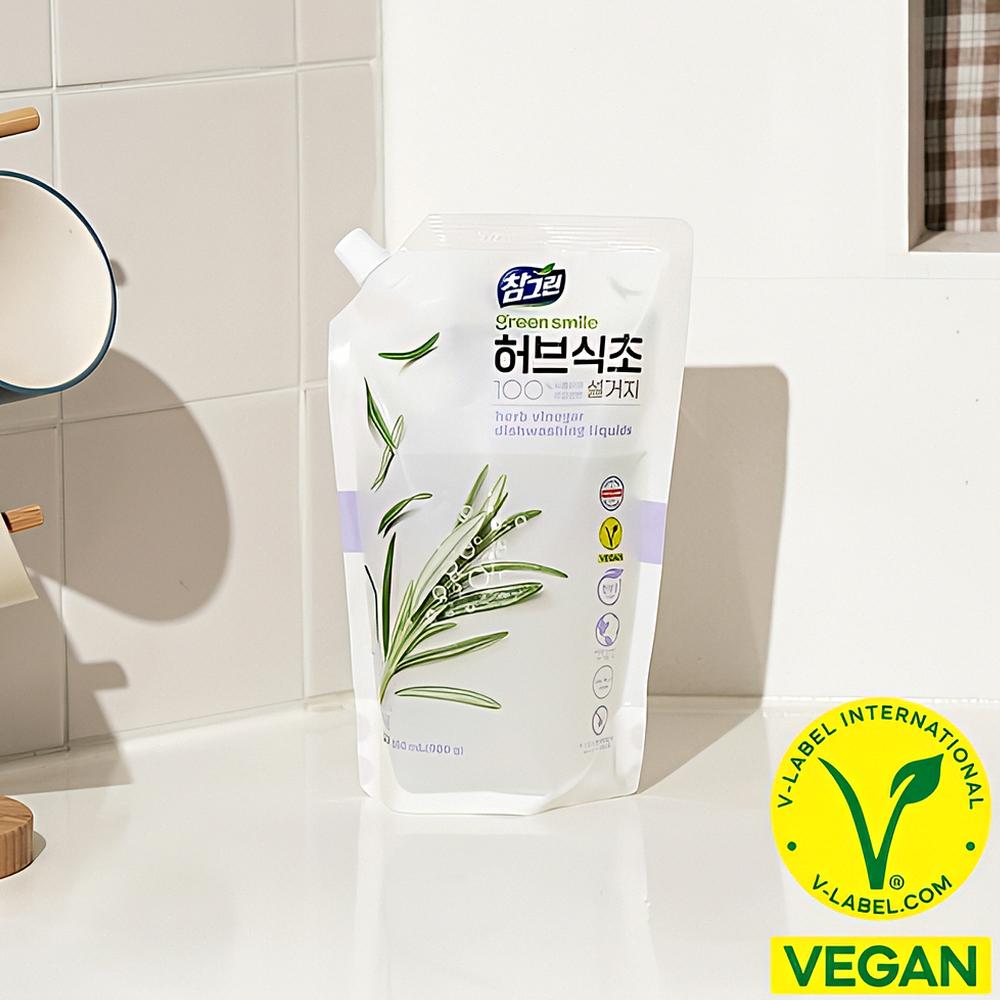 참그린
green smile
허브식초
100% 설거지
herb vinegar
dishwashing liquids
VEGAN
V-LABEL INTERNATIONAL
V-LABEL.COM
®
VEGAN